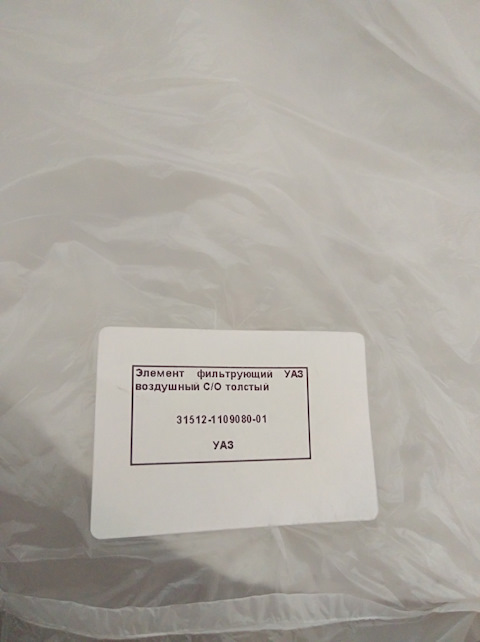 Элемент фильтрующий УАЗ
воздушный С/О толстый
31512-1109080-01
УАЗ